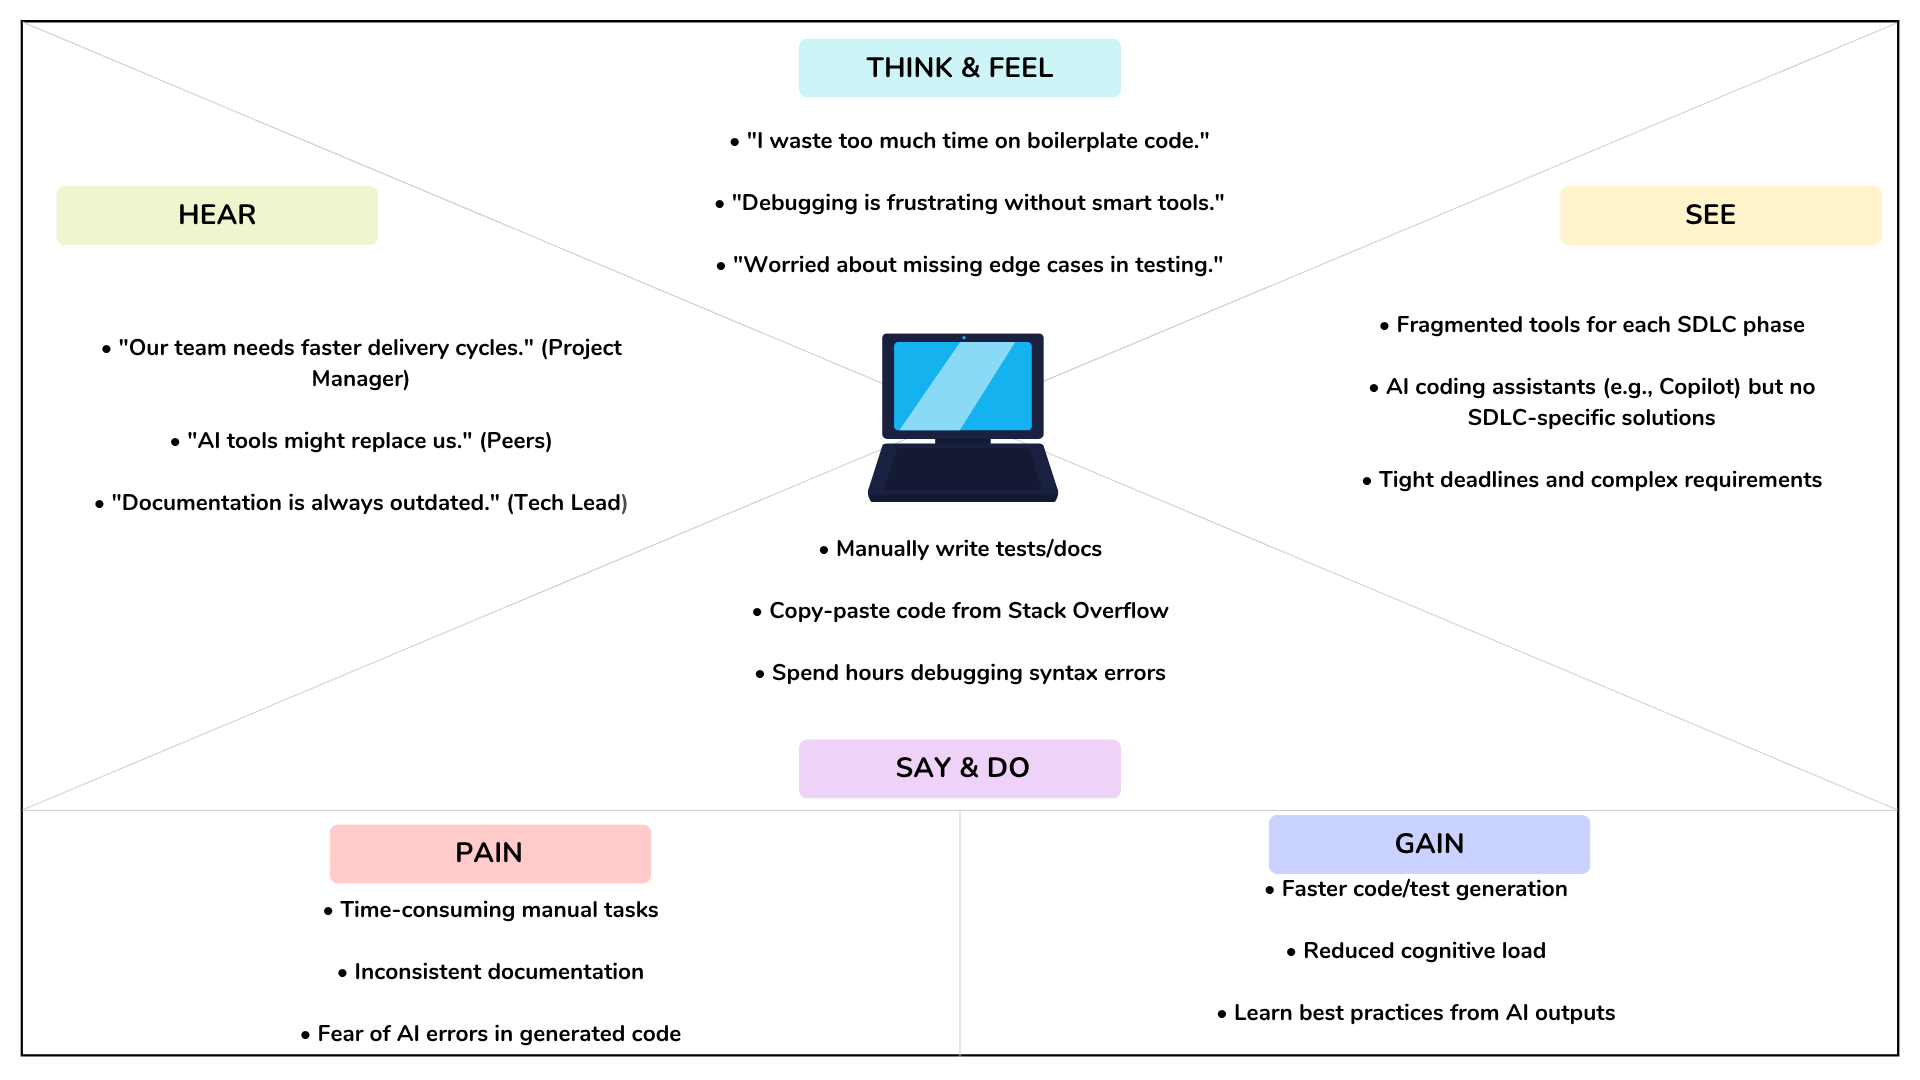 THINK & FEEL
• "I waste too much time on boilerplate code."
• "Debugging is frustrating without smart tools."
• "Worried about missing edge cases in testing."
HEAR
• "Our team needs faster delivery cycles." (Project
Manager)
• "AI tools might replace us." (Peers)
• "Documentation is always outdated." (Tech Lead)
SEE
• Fragmented tools for each SDLC phase
• AI coding assistants (e.g., Copilot) but no
SDLC-specific solutions
• Tight deadlines and complex requirements
• Manually write tests/docs
• Copy-paste code from Stack Overflow
• Spend hours debugging syntax errors
SAY & DO
PAIN
• Time-consuming manual tasks
• Inconsistent documentation
• Fear of AI errors in generated code
GAIN
• Faster code/test generation
• Reduced cognitive load
• Learn best practices from AI outputs